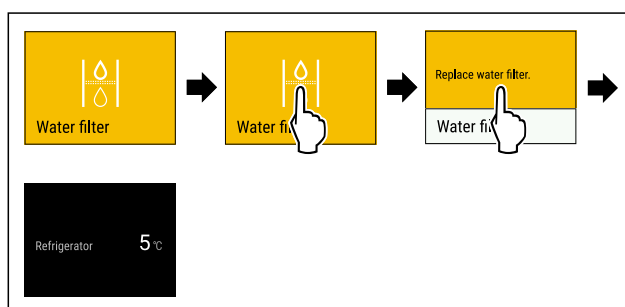 Water filter
Water fi
Replace water filter.
Water fi
Refrigerator 5 °C